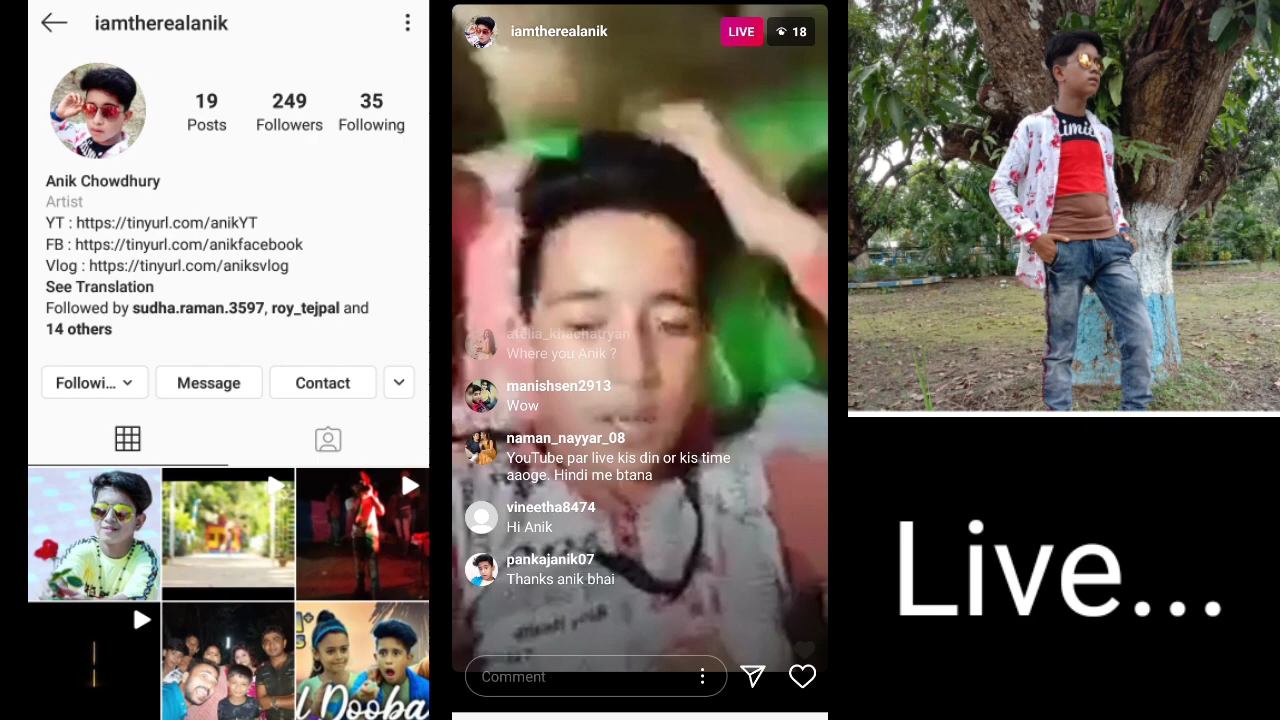 iamtherealanik
19
249
35
Posts
Followers
Following
Anik Chowdhury
Artist
YT : https://tinyurl.com/anikYT
FB : https://tinyurl.com/anikfacebook
Vlog : https://tinyurl.com/aniksvlog
See Translation
Followed by sudha.raman.3597, roy_tejpal and
14 others
Followi...
Message
Contact
Dooba
iamtherealanik
LIVE
18
atelia_khachatryan
Where you Anik ?
manishsen2913
Wow
naman_nayyar_08
YouTube par live kis din or kis time
aaoge. Hindi me btana
vineetha8474
Hi Anik
pankajanik07
Thanks anik bhai
Comment
Live...